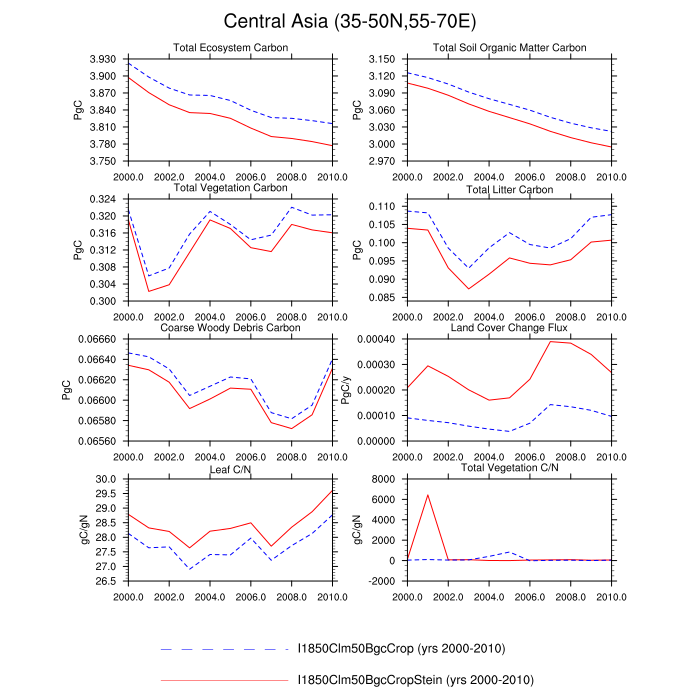 Central Asia (35-50N,55-70E)
Total Ecosystem Carbon
Total Soil Organic Matter Carbon
PgC
3.930
3.900
3.870
3.840
3.810
3.780
3.750
2000.0 2002.0 2004.0 2006.0 2008.0 2010.0
PgC
3.150
3.120
3.090
3.060
3.030
3.000
2.970
2000.0 2002.0 2004.0 2006.0 2008.0 2010.0
Total Vegetation Carbon
Total Litter Carbon
PgC
0.324
0.320
0.316
0.312
0.308
0.304
0.300
2000.0 2002.0 2004.0 2006.0 2008.0 2010.0
PgC
0.110
0.105
0.100
0.095
0.090
0.085
2000.0 2002.0 2004.0 2006.0 2008.0 2010.0
Coarse Woody Debris Carbon
Land Cover Change Flux
PgC
0.06660
0.06640
0.06620
0.06600
0.06580
0.06560
2000.0 2002.0 2004.0 2006.0 2008.0 2010.0
PgC/y
0.00040
0.00030
0.00020
0.00010
0.00000
2000.0 2002.0 2004.0 2006.0 2008.0 2010.0
Leaf C/N
Total Vegetation C/N
gC/gN
30.0
29.5
29.0
28.5
28.0
27.5
27.0
26.5
2000.0 2002.0 2004.0 2006.0 2008.0 2010.0
gC/gN
8000
6000
4000
2000
0
-2000
2000.0 2002.0 2004.0 2006.0 2008.0 2010.0
I1850Clm50BgcCrop (yrs 2000-2010)
I1850Clm50BgcCropStein (yrs 2000-2010)